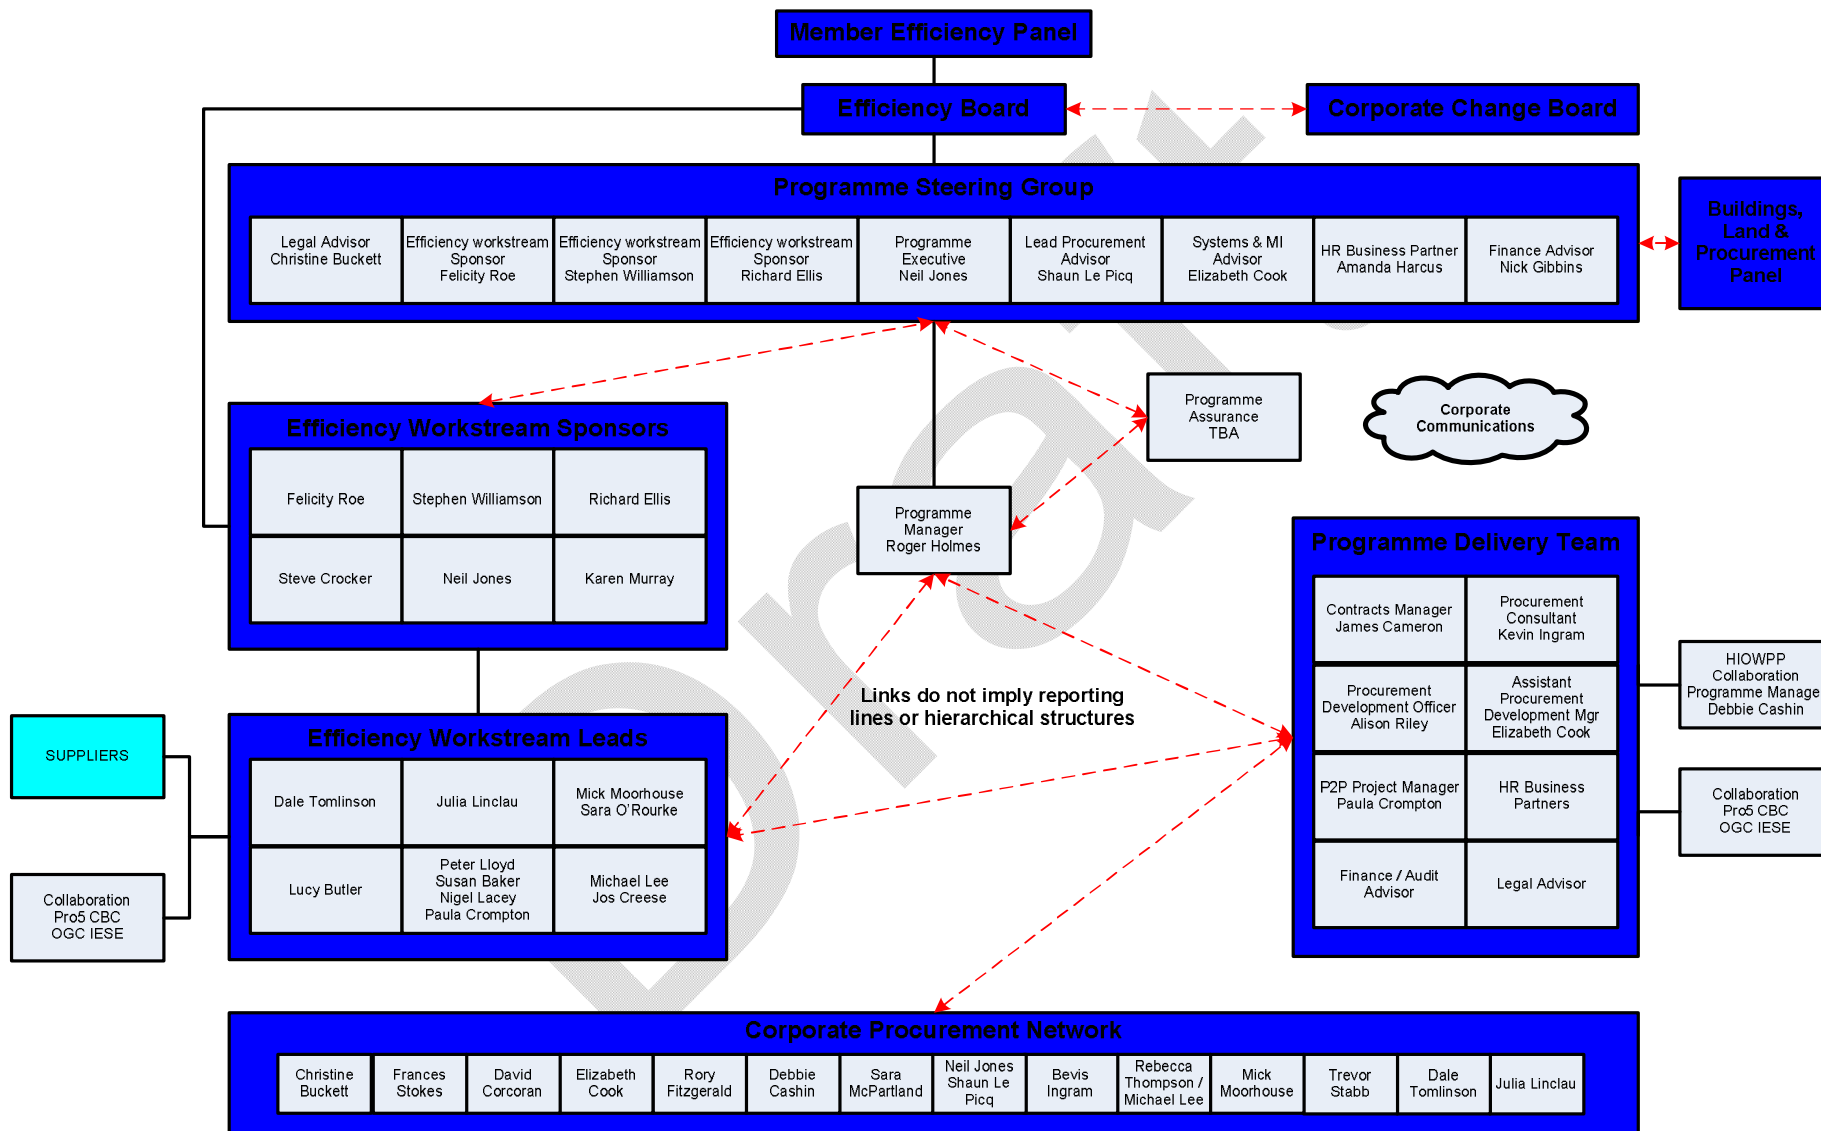 Member Efficiency Panel
Efficiency Board
Corporate Change Board
Programme Steering Group
Legal Advisor
Christine Buckett
Efficiency workstream
Sponsor
Felicity Roe
Efficiency workstream
Sponsor
Stephen Williamson
Efficiency workstream
Sponsor
Richard Ellis
Programme
Executive
Neil Jones
Lead Procurement
Advisor
Shaun Le Picq
Systems & MI
Advisor
Elizabeth Cook
HR Business Partner
Amanda Harcus
Finance Advisor
Nick Gibbins
Buildings,
Land &
Procurement
Panel
Programme
Assurance
TBA
Corporate
Communications
Efficiency Workstream Sponsors
Felicity Roe
Stephen Williamson
Richard Ellis
Steve Crocker
Neil Jones
Karen Murray
Programme
Manager
Roger Holmes
Programme Delivery Team
Contracts Manager
James Cameron
Procurement
Consultant
Kevin Ingram
Procurement
Development Officer
Alison Riley
Assistant
Procurement
Development Mgr
Elizabeth Cook
P2P Project Manager
Paula Crompton
HR Business
Partners
Finance / Audit
Advisor
Legal Advisor
HIOWPP
Collaboration
Programme Manage
Debbie Cashin
Collaboration
Pro5 CBC
OGC IESE
Links do not imply reporting
lines or hierarchical structures
SUPPLIERS
Collaboration
Pro5 CBC
OGC IESE
Efficiency Workstream Leads
Dale Tomlinson
Julia Linclau
Mick Moorhouse
Sara O'Rourke
Lucy Butler
Peter Lloyd
Susan Baker
Nigel Lacey
Paula Crompton
Michael Lee
Jos Creese
Corporate Procurement Network
Christine
Buckett
Frances
Stokes
David
Corcoran
Elizabeth
Cook
Rory
Fitzgerald
Debbie
Cashin
Sara
McPartland
Neil Jones
Shaun Le
Picq
Bevis
Ingram
Rebecca
Thompson /
Michael Lee
Mick
Moorhouse
Trevor
Stabb
Dale
Tomlinson
Julia Linclau
Draft